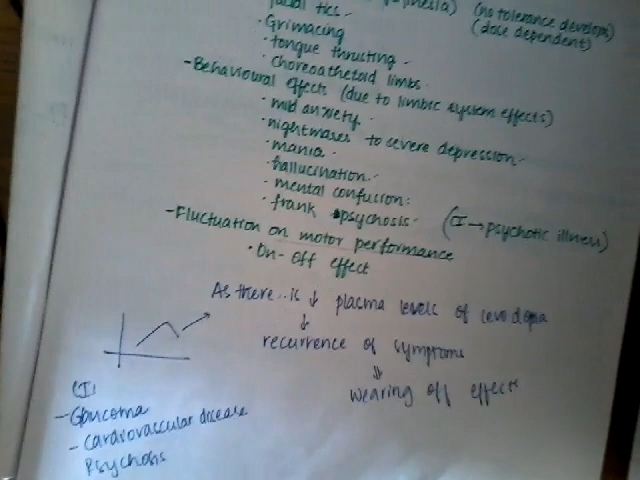 facial tics.
(no tolerance develops)
(dose dependent)
· Grimacing
· tongue thrusting.
· choreoathetoid limbs.
- Behavioural effects (due to limbic system effects)
· mild anxiety.
· nightmares to severe depression.
· mania.
· hallucination.
· mental confusion:
· frank psychosis. (CI → psychotic illness)
- Fluctuation on motor performance
· On-off effect
As there is ↓ plasma levels of levodopa
↓
recurrence of symptoms
⇓
wearing off effects
CI
- Glaucoma
- cardiovascular disease
Psychosis